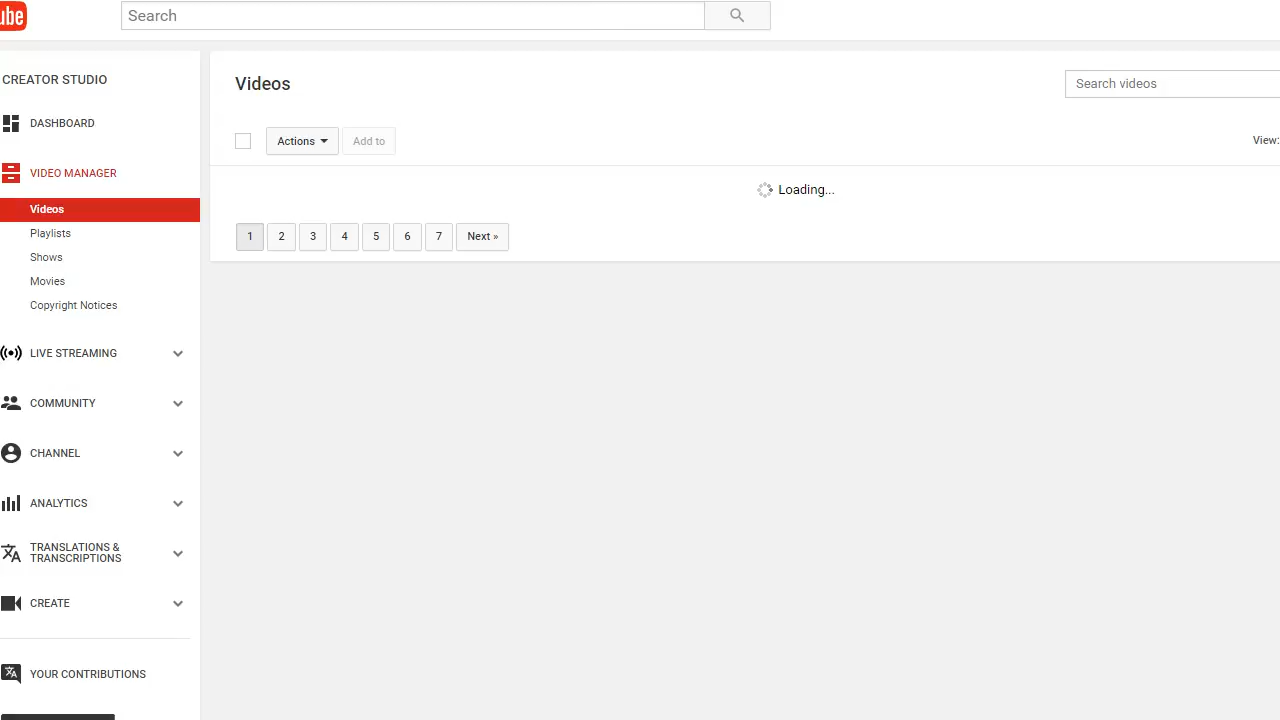 ube
Search
CREATOR STUDIO
DASHBOARD
VIDEO MANAGER
Videos
Playlists
Shows
Movies
Copyright Notices
LIVE STREAMING
COMMUNITY
CHANNEL
ANALYTICS
TRANSLATIONS &
TRANSCRIPTIONS
CREATE
YOUR CONTRIBUTIONS
Videos
Search videos
Actions
Add to
View:
Loading...
1 2 3 4 5 6 7 Next »